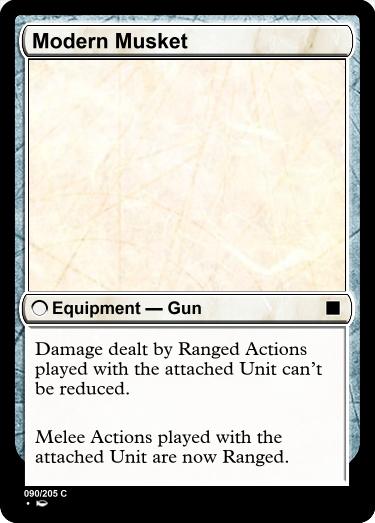 Modern Musket
Equipment — Gun
Damage dealt by Ranged Actions
played with the attached Unit can’t
be reduced.
Melee Actions played with the
attached Unit are now Ranged.
090/205 C